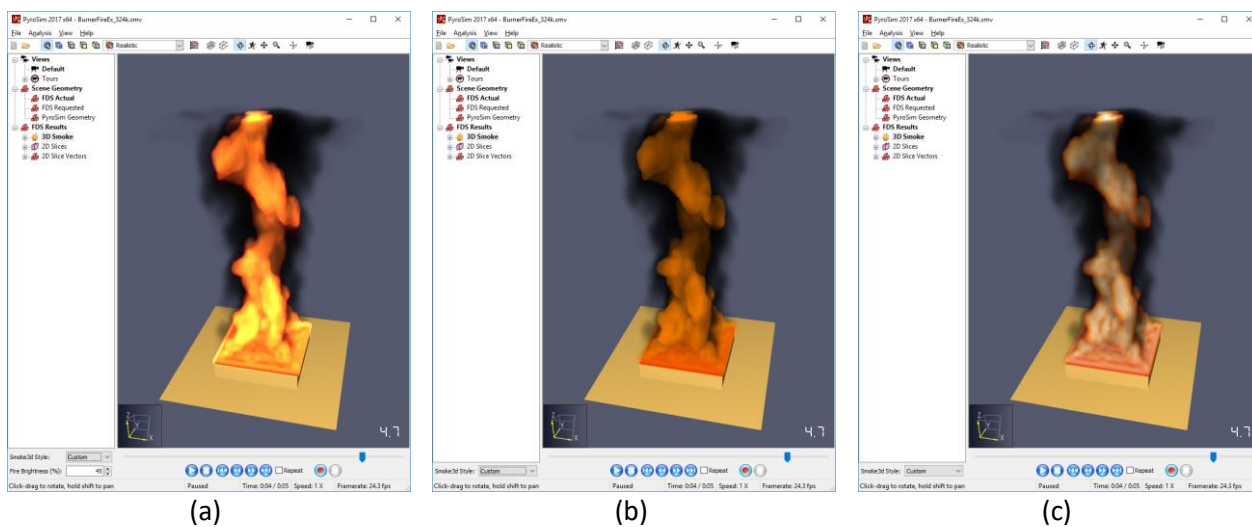 PyroSim 2017 x64 - BurnerFireEx_324k.smv
File Analysis View Help
Realistic
Views
Default
Tours
Scene Geometry
FDS Actual
FDS Requested
PyroSim Geometry
FDS Results
3D Smoke
2D Slices
2D Slice Vectors
Z
Y
X
4.7
Smoke3d Style: Custom
Fire Brightness (%): 45
Repeat
Click-drag to rotate, hold shift to pan
Paused Time: 0:04 / 0:05 Speed: 1 X Framerate: 24.3 fps
(a)
PyroSim 2017 x64 - BurnerFireEx_324k.smv
File Analysis View Help
Realistic
Views
Default
Tours
Scene Geometry
FDS Actual
FDS Requested
PyroSim Geometry
FDS Results
3D Smoke
2D Slices
2D Slice Vectors
Z
Y
X
4.7
Smoke3d Style: Custom
Repeat
Click-drag to rotate, hold shift to pan
Paused Time: 0:04 / 0:05 Speed: 1 X Framerate: 24.3 fps
(b)
PyroSim 2017 x64 - BurnerFireEx_324k.smv
File Analysis View Help
Realistic
Views
Default
Tours
Scene Geometry
FDS Actual
FDS Requested
PyroSim Geometry
FDS Results
3D Smoke
2D Slices
2D Slice Vectors
Z
Y
X
4.7
Smoke3d Style: Custom
Repeat
Click-drag to rotate, hold shift to pan
Paused Time: 0:04 / 0:05 Speed: 1 X Framerate: 24.3 fps
(c)